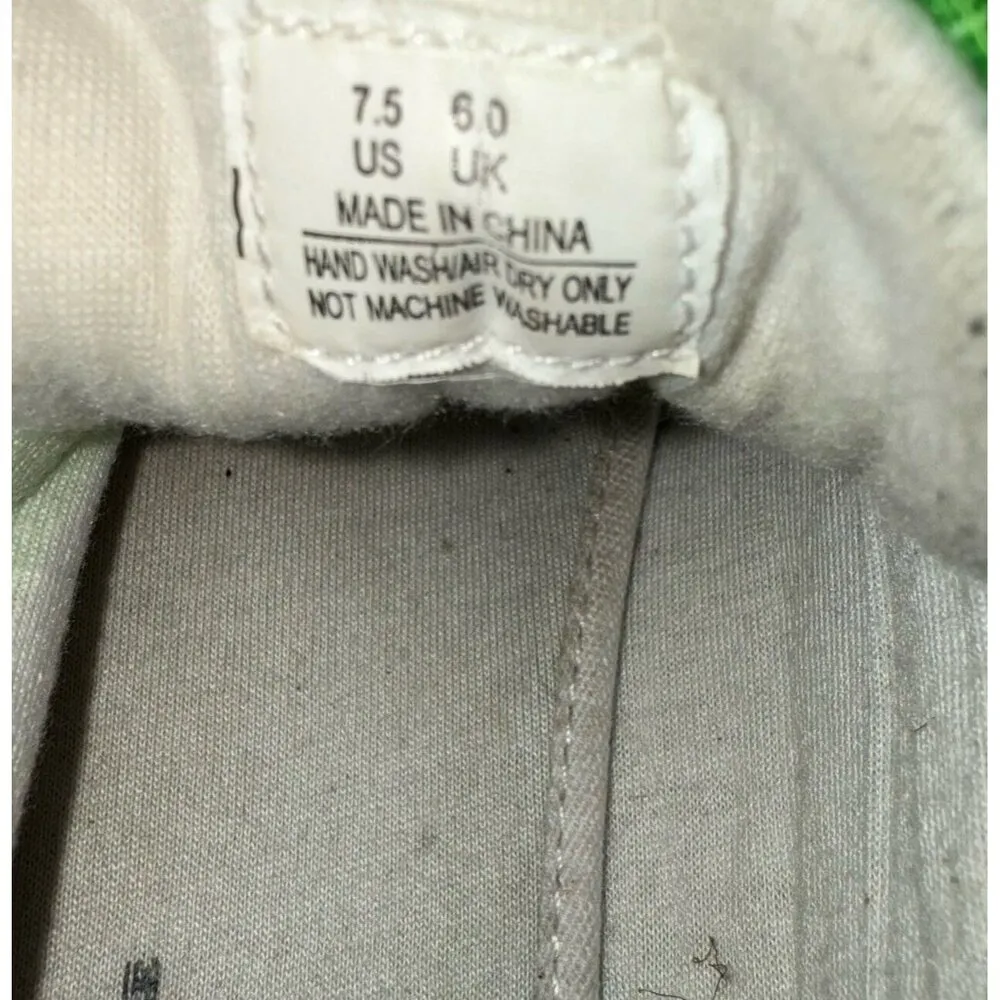 7.5 6.0
US UK
MADE IN CHINA
HAND WASH/AIR DRY ONLY
NOT MACHINE WASHABLE